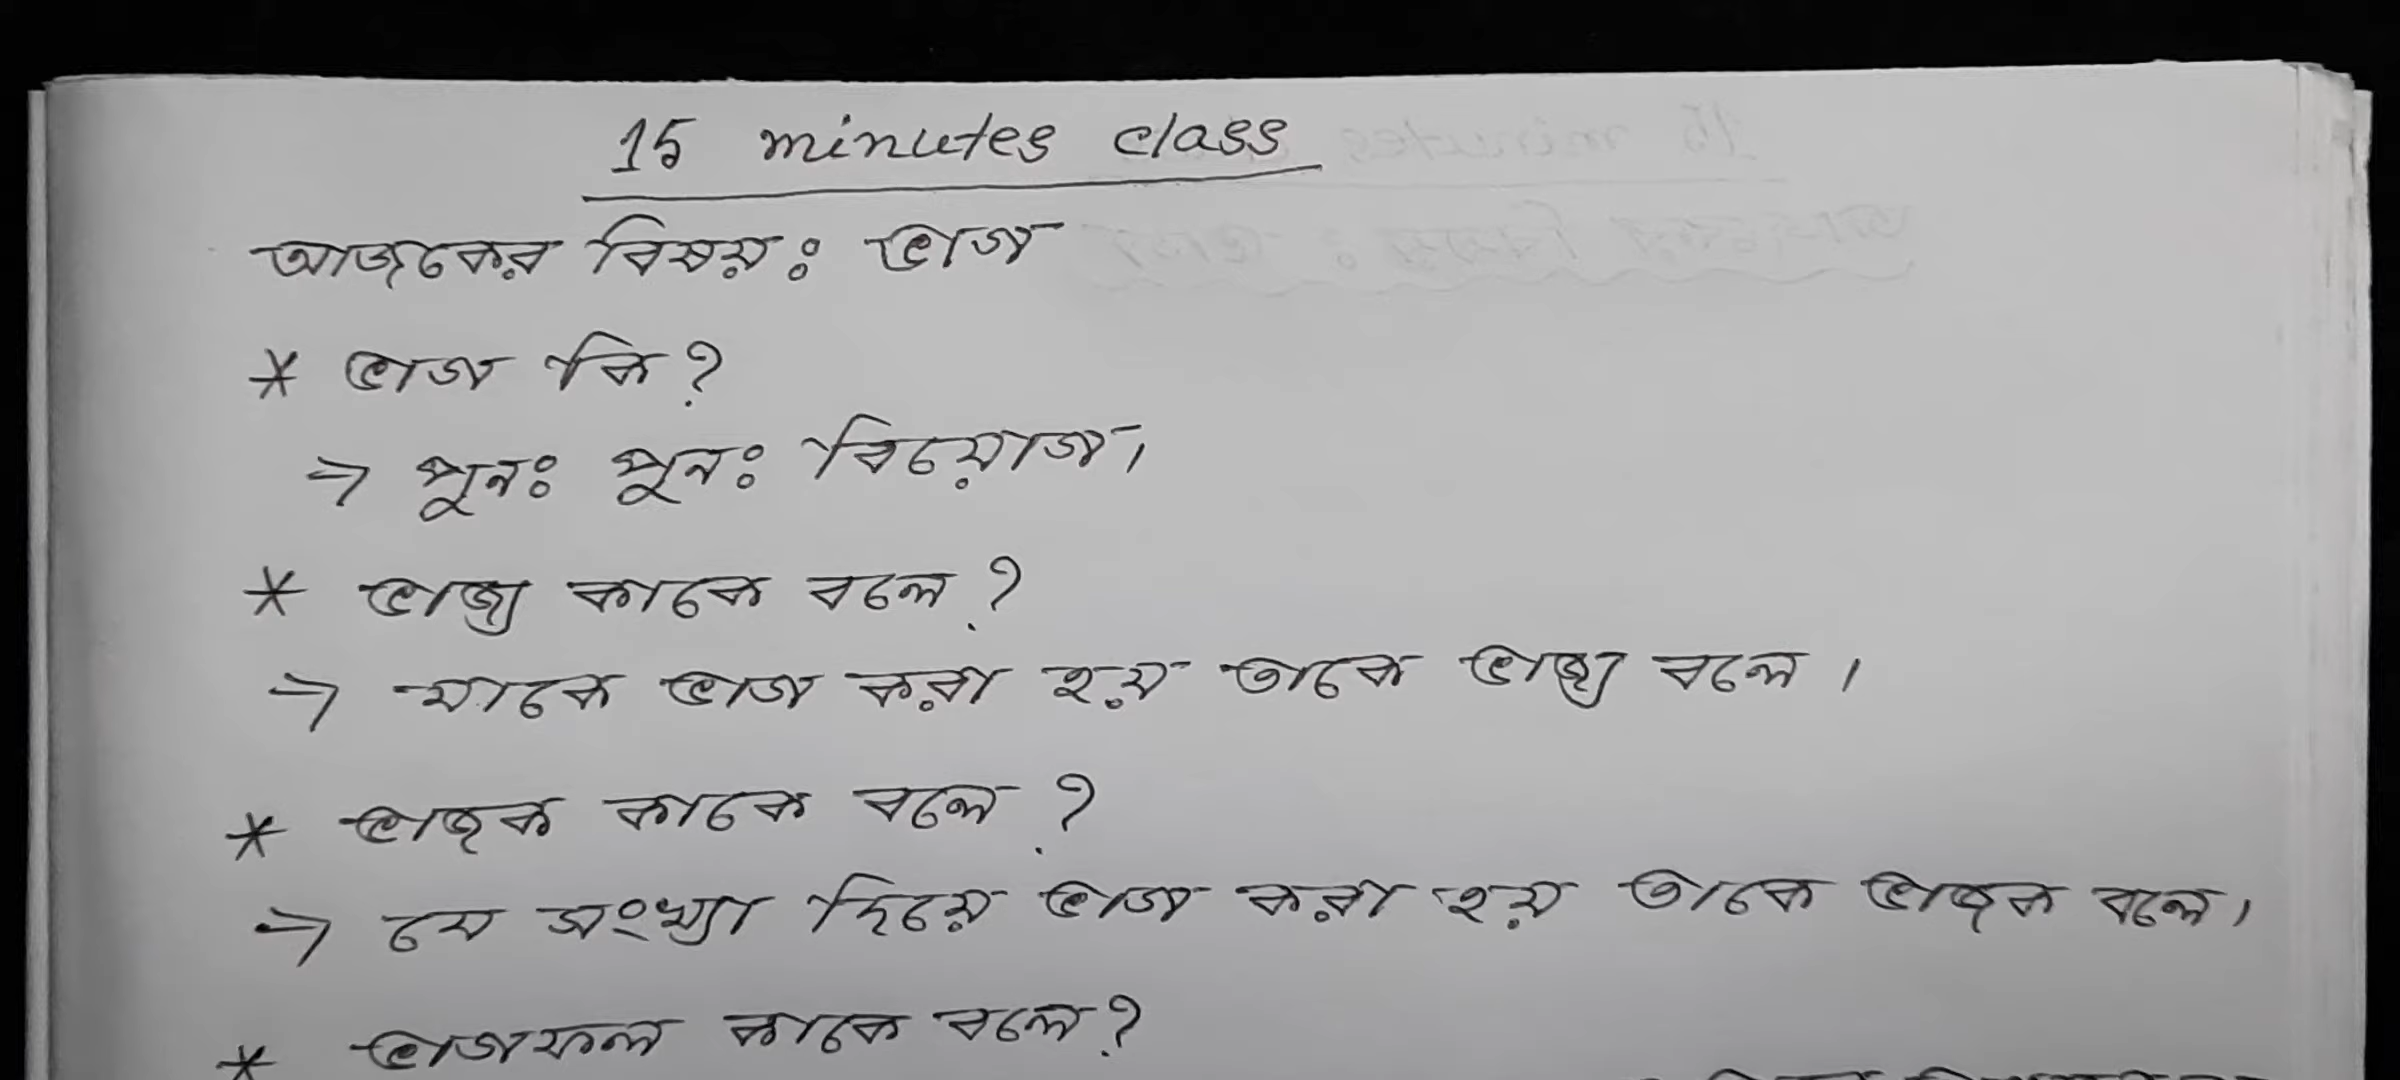 15 minutes class
আজকের বিষয়ঃ ভাগ
* ভাগ কি?
→ পুনঃ পুনঃ বিয়োগ।
* ভাজ্য কাকে বলে?
→ যাকে ভাগ করা হয় তাকে ভাজ্য বলে।
* ভাজক কাকে বলে?
→ যে সংখ্যা দিয়ে ভাগ করা হয় তাকে ভাজক বলে।
* ভাগফল কাকে বলে?